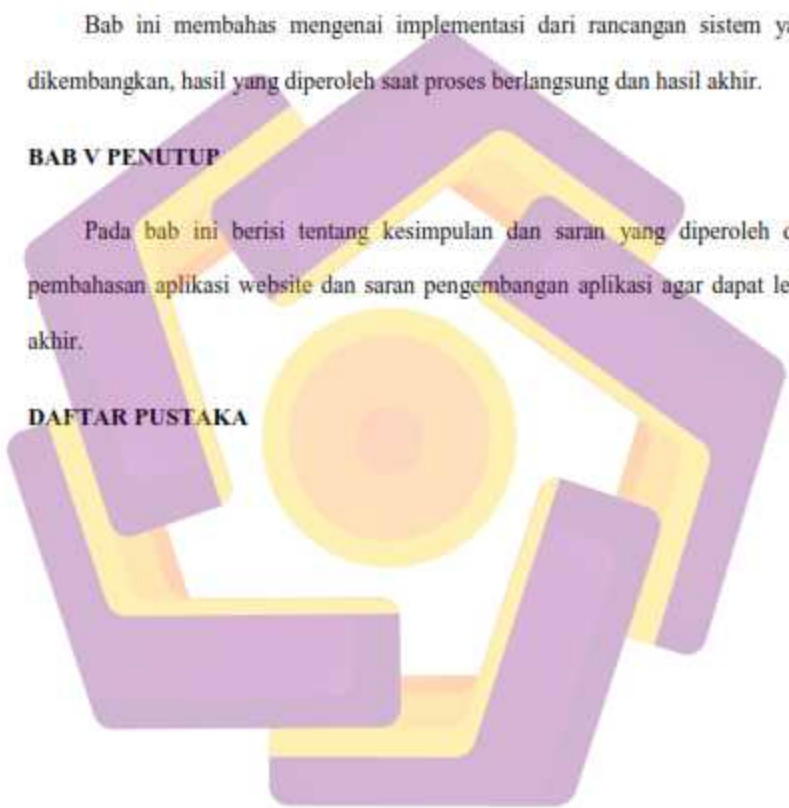 Bab ini membahas mengenai implementasi dari rancangan sistem ya
dikembangkan, hasil yang diperoleh saat proses berlangsung dan hasil akhir.
BAB V PENUTUP
Pada bab ini berisi tentang kesimpulan dan saran yang diperoleh d
pembahasan aplikasi website dan saran pengembangan aplikasi agar dapat le
akhir.
DAFTAR PUSTAKA